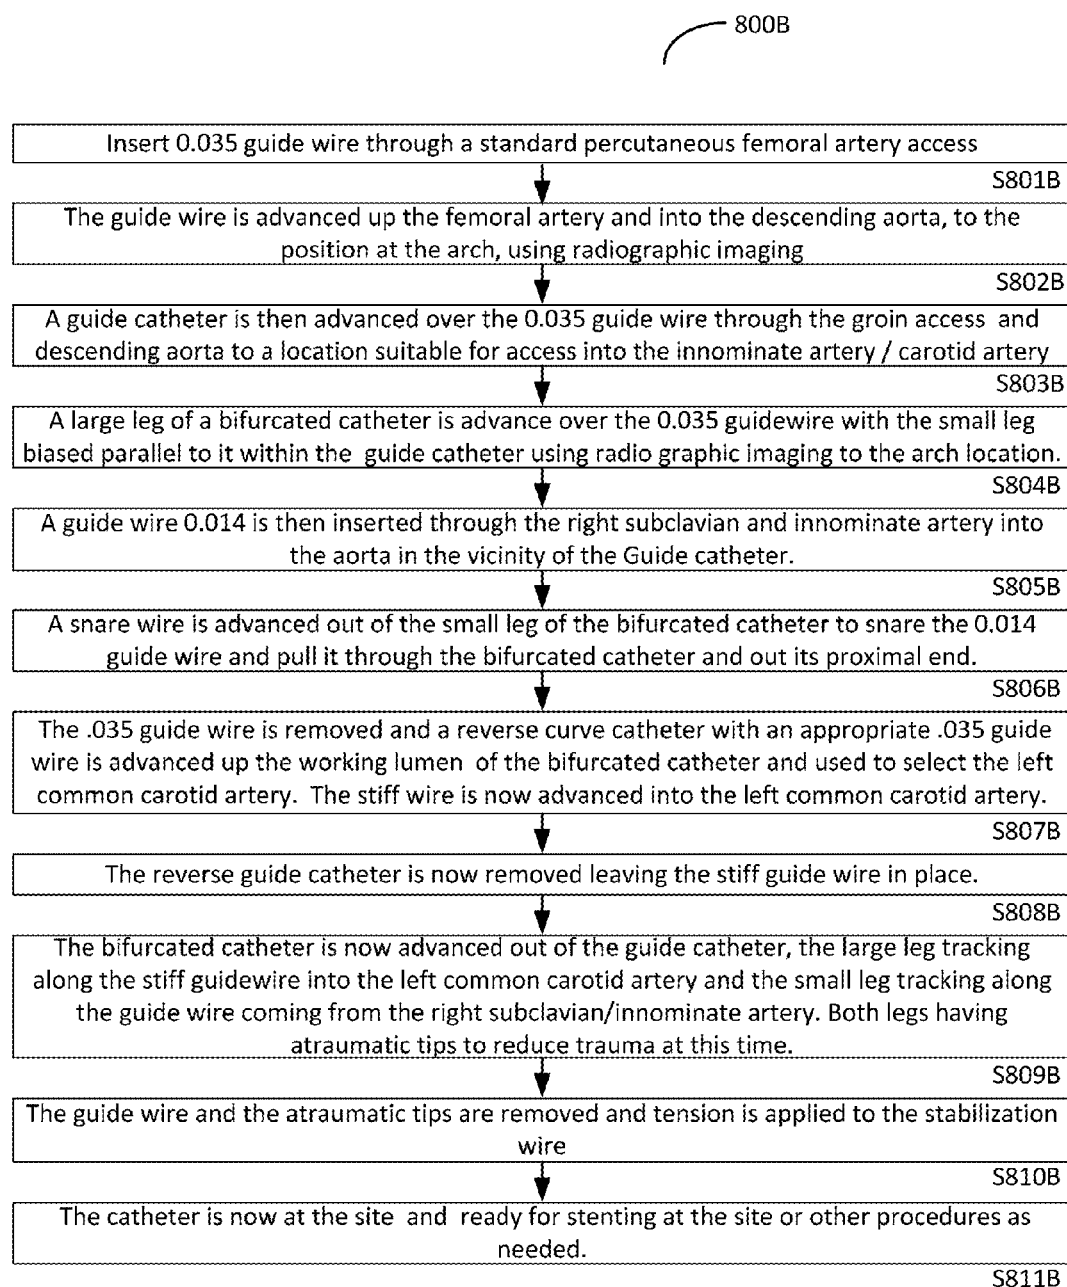 800B
Insert 0.035 guide wire through a standard percutaneous femoral artery access
S801B
The guide wire is advanced up the femoral artery and into the descending aorta, to the
position at the arch, using radiographic imaging
S802B
A guide catheter is then advanced over the 0.035 guide wire through the groin access and
descending aorta to a location suitable for access into the innominate artery / carotid artery
S803B
A large leg of a bifurcated catheter is advance over the 0.035 guidewire with the small leg
biased parallel to it within the guide catheter using radio graphic imaging to the arch location.
S804B
A guide wire 0.014 is then inserted through the right subclavian and innominate artery into
the aorta in the vicinity of the Guide catheter.
S805B
A snare wire is advanced out of the small leg of the bifurcated catheter to snare the 0.014
guide wire and pull it through the bifurcated catheter and out its proximal end.
S806B
The .035 guide wire is removed and a reverse curve catheter with an appropriate .035 guide
wire is advanced up the working lumen of the bifurcated catheter and used to select the left
common carotid artery. The stiff wire is now advanced into the left common carotid artery.
S807B
The reverse guide catheter is now removed leaving the stiff guide wire in place.
S808B
The bifurcated catheter is now advanced out of the guide catheter, the large leg tracking
along the stiff guidewire into the left common carotid artery and the small leg tracking along
the guide wire coming from the right subclavian/innominate artery. Both legs having
atraumatic tips to reduce trauma at this time.
S809B
The guide wire and the atraumatic tips are removed and tension is applied to the stabilization
wire
S810B
The catheter is now at the site and ready for stenting at the site or other procedures as
needed.
S811B